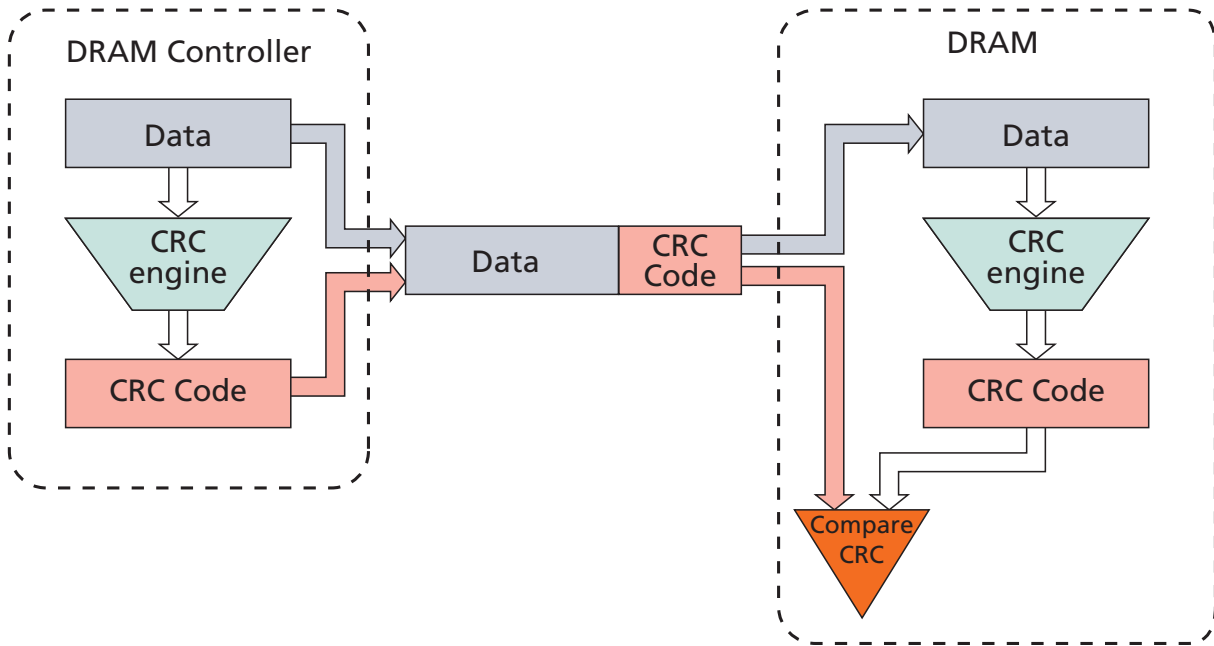 DRAM Controller
Data
CRC
engine
CRC Code
Data
CRC
Code
DRAM
Data
CRC
engine
CRC Code
Compare
CRC